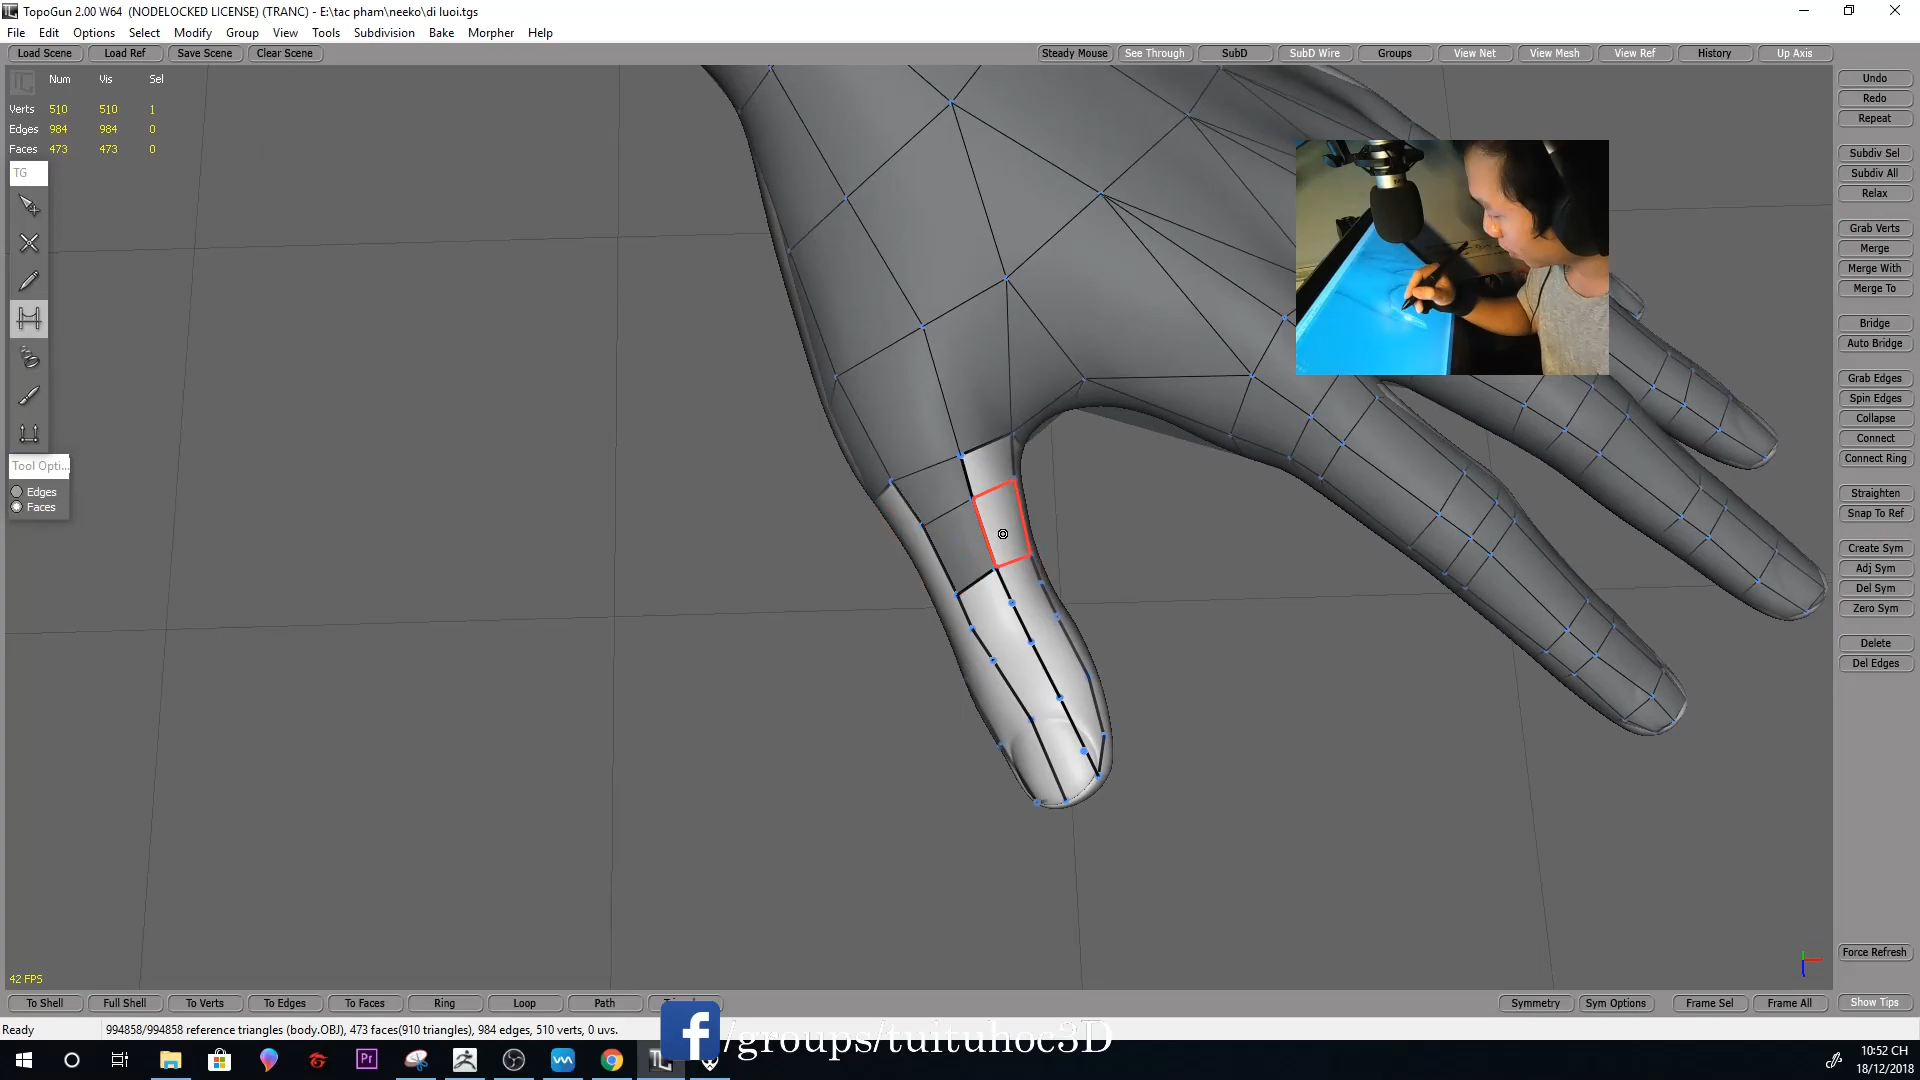 TopoGun 2.00 W64 (NODELOCKED LICENSE) (TRANC) - E:\tac pham\neeko\di luoi.tgs
File Edit Options Select Modify Group View Tools Subdivision Bake Morpher Help
Load Scene Load Ref Save Scene Clear Scene Steady Mouse See Through SubD SubD Wire Groups View Net View Mesh View Ref History Up Axis
Num Vis Sel
Verts 510 510 1
Edges 984 984 0
Faces 473 473 0
TG
Tool Opti...
Edges
Faces
Undo
Redo
Repeat
Subdiv Sel
Subdiv All
Relax
Grab Verts
Merge
Merge With
Merge To
Bridge
Auto Bridge
Grab Edges
Spin Edges
Collapse
Connect
Connect Ring
Straighten
Snap To Ref
Create Sym
Adj Sym
Del Sym
Zero Sym
Delete
Del Edges
Force Refresh
42 FPS
To Shell Full Shell To Verts To Edges To Faces Ring Loop Path Symmetry Sym Options Frame Sel Frame All Show Tips
Ready 994858/994858 reference triangles (body.OBJ), 473 faces(910 triangles), 984 edges, 510 verts, 0 uvs.
/groups/tuituhoc3D
Pr
10:52 CH
18/12/2018